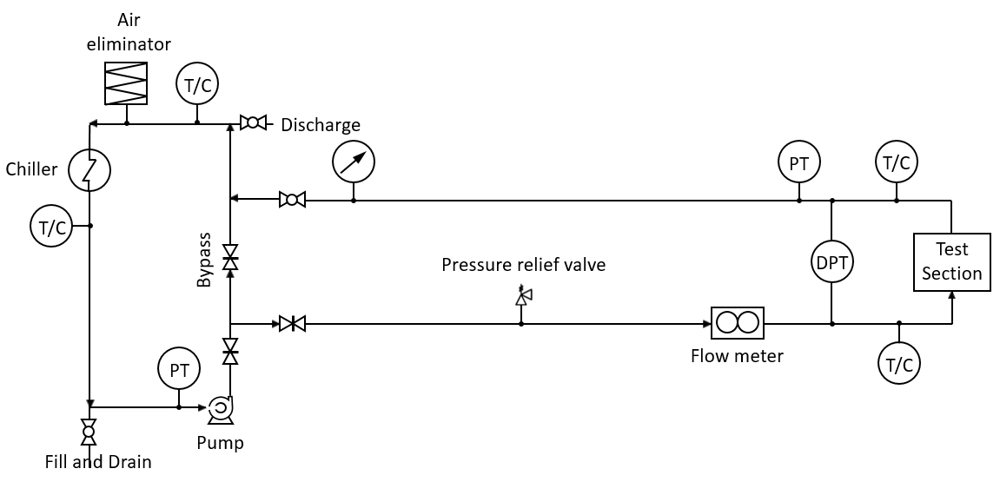 Air
eliminator
T/C
Discharge
Chiller
PT
T/C
T/C
Bypass
Pressure relief valve
DPT
Test
Section
Flow meter
PT
T/C
Pump
Fill and Drain